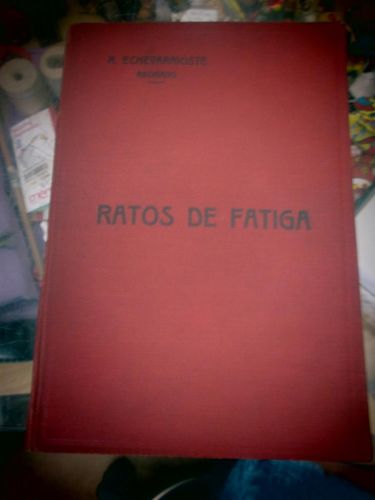 R. ECHEVARRIOSTE
ABOGADO
RATOS DE FATIGA